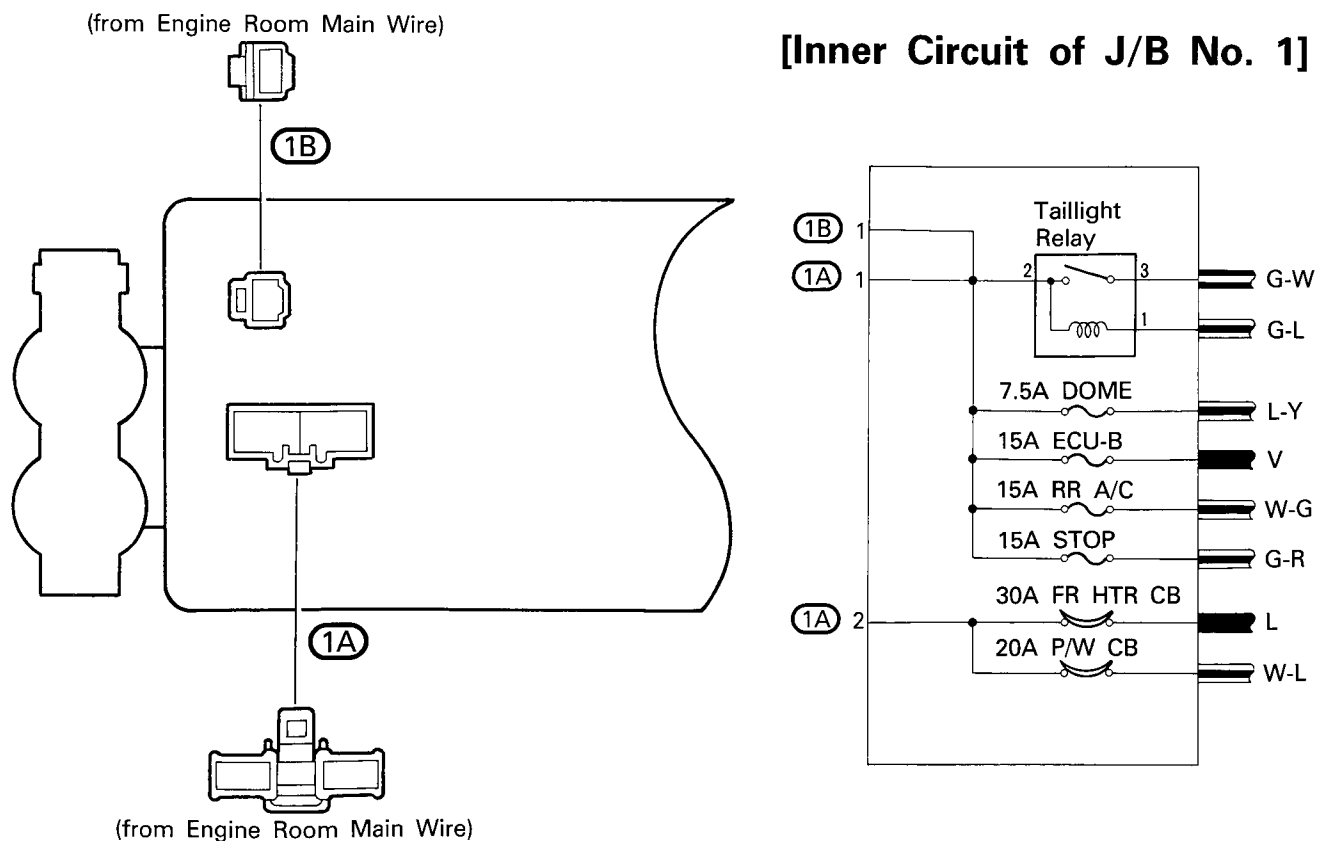 (from Engine Room Main Wire)
[Inner Circuit of J/B No. 1]
1B
1A
(from Engine Room Main Wire)
Taillight
Relay
1B 1
1A 1
2
3
G-W
1
G-L
7.5A DOME
L-Y
15A ECU-B
V
15A RR A/C
W-G
15A STOP
G-R
30A FR HTR CB
1A 2
L
20A P/W CB
W-L